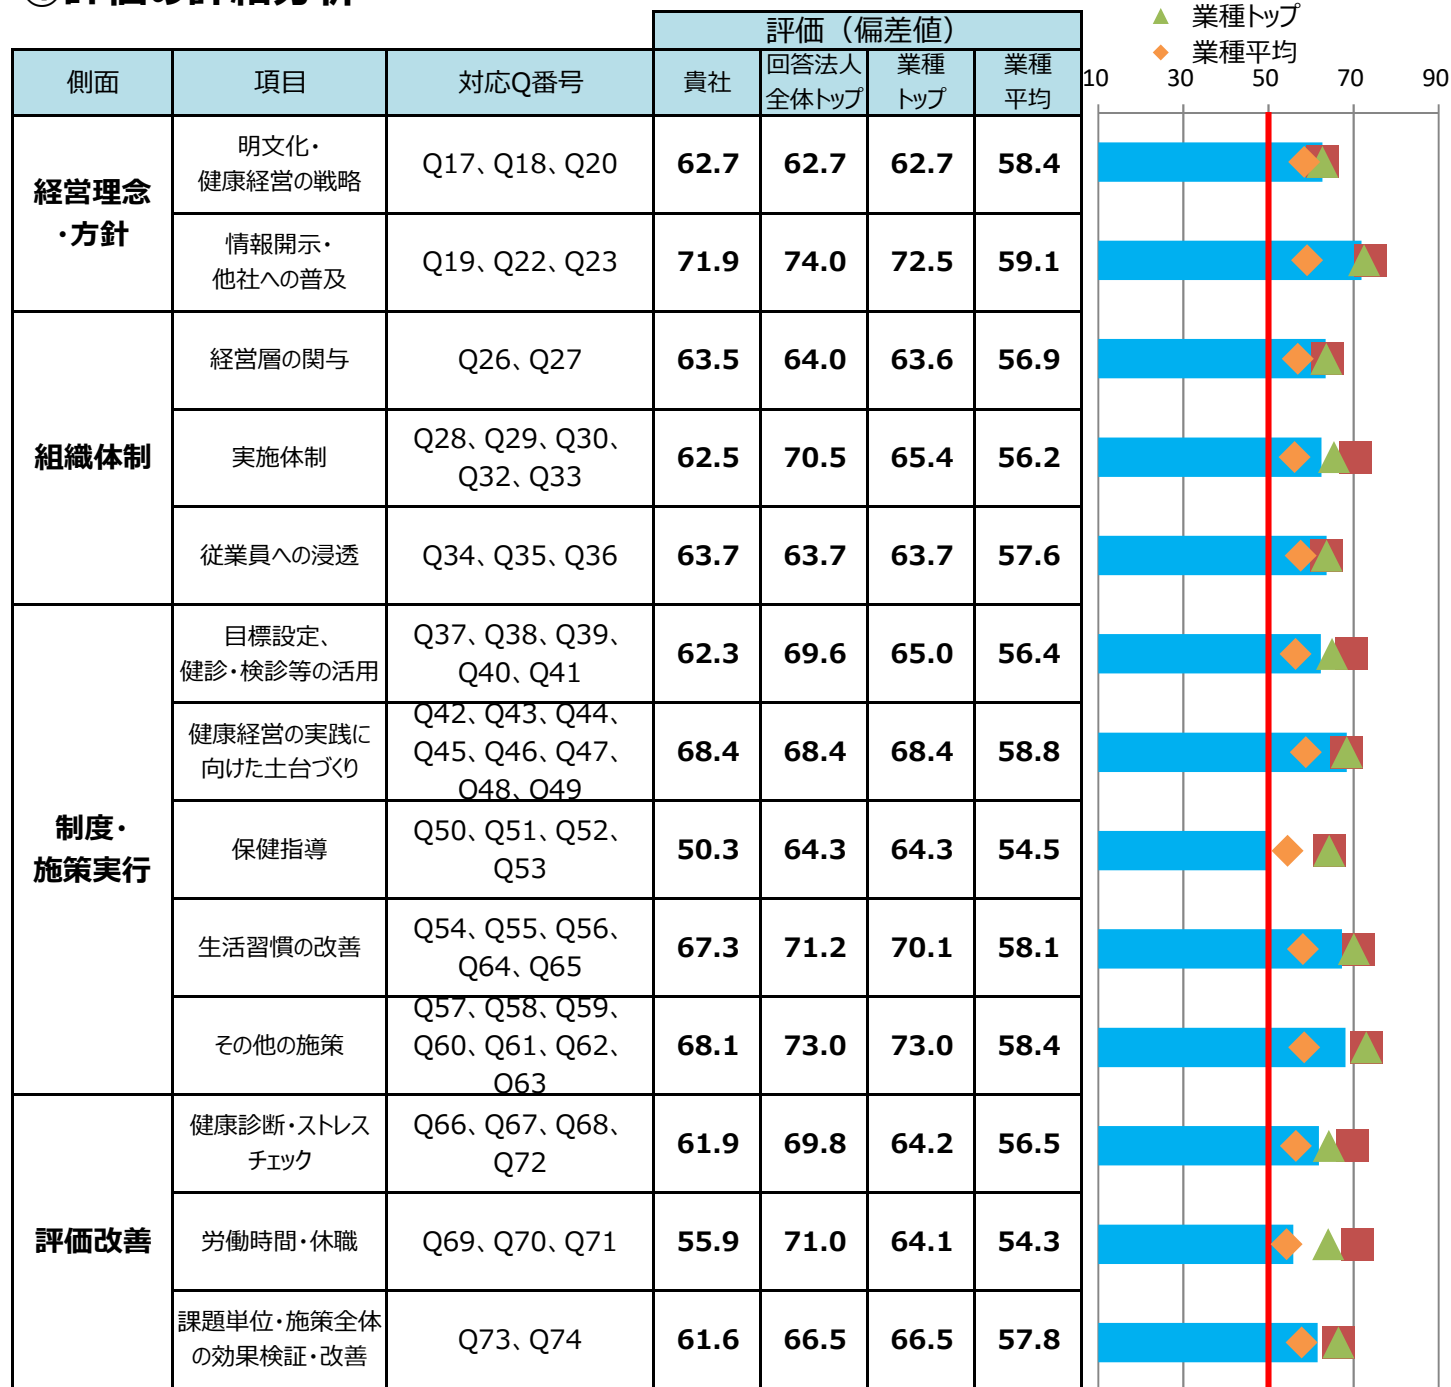 ▲ 業種トップ
◆ 業種平均
評価（偏差値）
側面 項目 対応Q番号 貴社 回答法人 業種 業種
全体トップ トップ 平均
10 30 50 70 90
経営理念
・方針
明文化・
健康経営の戦略
Q17、Q18、Q20 62.7 62.7 62.7 58.4
情報開示・
他社への普及
Q19、Q22、Q23 71.9 74.0 72.5 59.1
組織体制
経営層の関与 Q26、Q27 63.5 64.0 63.6 56.9
実施体制
Q28、Q29、Q30、
Q32、Q33
62.5 70.5 65.4 56.2
従業員への浸透 Q34、Q35、Q36 63.7 63.7 63.7 57.6
制度・
施策実行
目標設定、
健診・検診等の活用
Q37、Q38、Q39、
Q40、Q41
62.3 69.6 65.0 56.4
健康経営の実践に
向けた土台づくり
Q42、Q43、Q44、
Q45、Q46、Q47、
Q48、Q49
68.4 68.4 68.4 58.8
保健指導
Q50、Q51、Q52、
Q53
50.3 64.3 64.3 54.5
生活習慣の改善
Q54、Q55、Q56、
Q64、Q65
67.3 71.2 70.1 58.1
その他の施策
Q57、Q58、Q59、
Q60、Q61、Q62、
Q63
68.1 73.0 73.0 58.4
評価改善
健康診断・ストレス
チェック
Q66、Q67、Q68、
Q72
61.9 69.8 64.2 56.5
労働時間・休職 Q69、Q70、Q71 55.9 71.0 64.1 54.3
課題単位・施策全体
の効果検証・改善
Q73、Q74 61.6 66.5 66.5 57.8